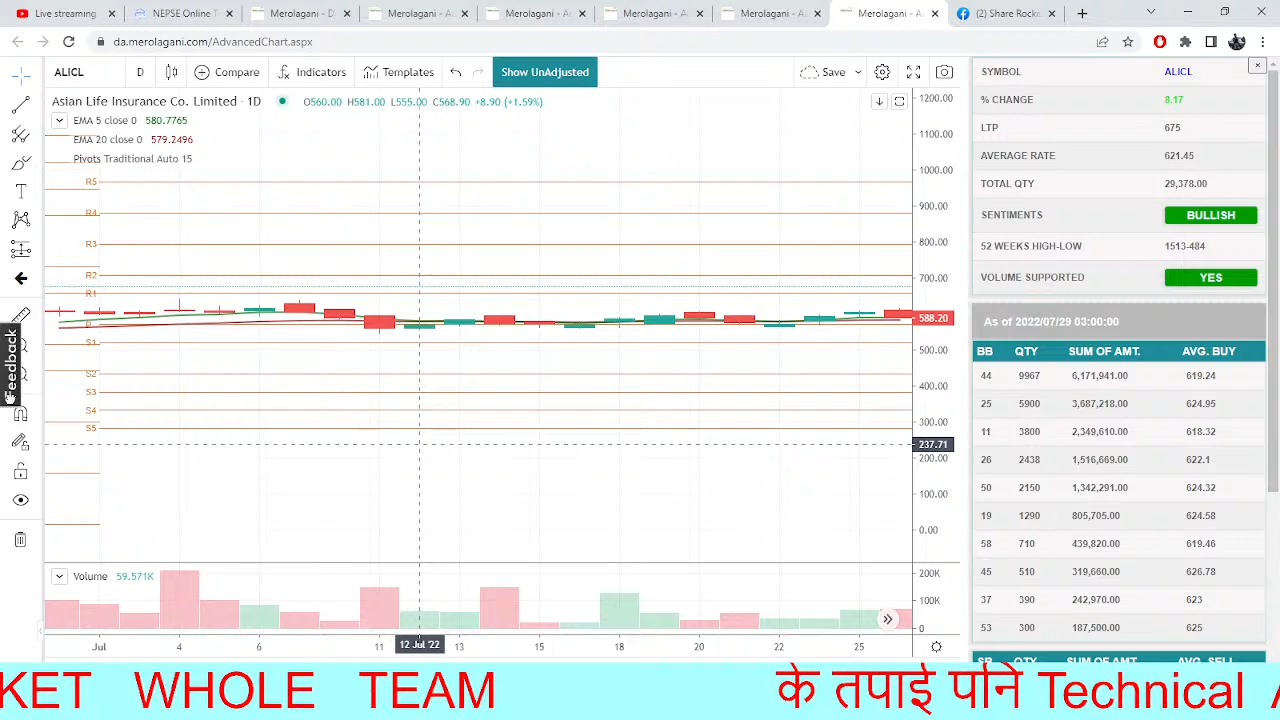 Live streaming
NEPSE Online T
Merolagani - D
Merolagani - A
Merolagani - A
Merolagani - A
Merolagani - A
Merolagani - A
(2) Share Rocke
da.merolagani.com/AdvancedChart.aspx
ALICL D Compare Indicators Templates Show UnAdjusted Save
Asian Life Insurance Co. Limited · 1D O560.00 H581.00 L555.00 C568.90 +8.90 (+1.59%)
EMA 5 close 0 580.7765
EMA 20 close 0 579.2496
Pivots Traditional Auto 15
R5
R4
R3
R2
R1
P
S1
S2
S3
S4
S5
1200.00
1100.00
1000.00
900.00
800.00
700.00
588.20
500.00
400.00
300.00
237.71
200.00
100.00
0.00
Volume 59.571K
200K
100K
0
Jul 4 6 11 12 Jul '22 13 15 18 20 22 25
Feedback
SYMBOL ALICL
% CHANGE 8.17
LTP 675
AVERAGE RATE 621.45
TOTAL QTY 29,378.00
SENTIMENTS BULLISH
52 WEEKS HIGH-LOW 1513-484
VOLUME SUPPORTED YES
As of 2022/07/29 03:00:00
BB QTY SUM OF AMT. AVG. BUY
44 9967 6,171,941.00 619.24
25 5900 3,687,218.00 624.95
11 3800 2,349,610.00 618.32
26 2438 1,516,669.00 622.1
50 2150 1,342,291.00 624.32
19 1290 805,705.00 624.58
58 710 439,820.00 619.46
45 510 319,660.00 626.78
37 390 242,970.00 623
53 300 187,500.00 625
SB QTY SUM OF AMT. AVG. SELL
KET WHOLE TEAM के तपाई पनि Technical A